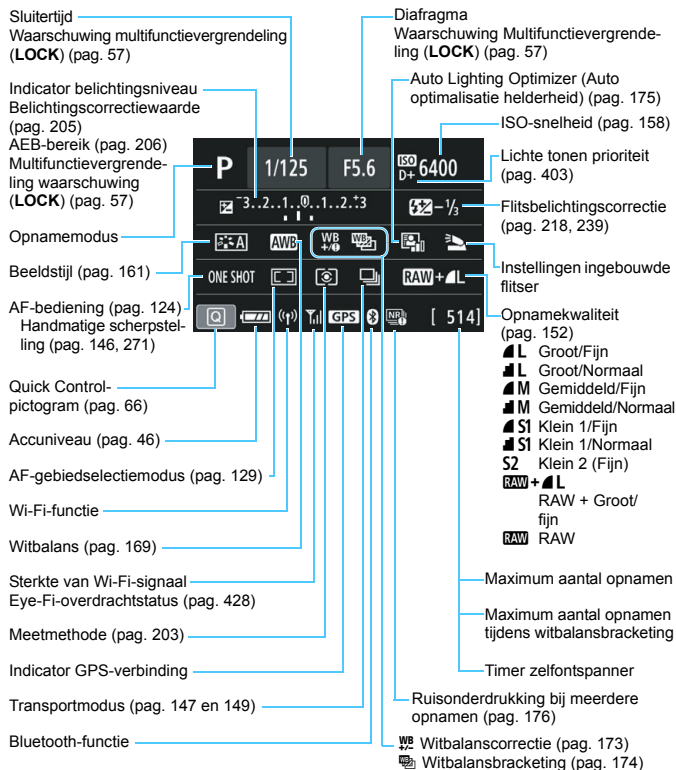 Sluitertijd
Waarschuwing multifunctievergrendeling
(LOCK) (pag. 57)
Indicator belichtingsniveau
Belichtingscorrectiewaarde
(pag. 205)
AEB-bereik (pag. 206)
Multifunctievergrende-
ling waarschuwing
(LOCK) (pag. 57)
Opnamemodus
Beeldstijl (pag. 161)
AF-bediening (pag. 124)
Handmatige scherpstel-
ling (pag. 146, 271)
Quick Control-
pictogram (pag. 66)
Accuniveau (pag. 46)
AF-gebiedselectiemodus (pag. 129)
Wi-Fi-functie
Witbalans (pag. 169)
Sterkte van Wi-Fi-signaal
Eye-Fi-overdrachtstatus (pag. 428)
Meetmethode (pag. 203)
Indicator GPS-verbinding
Transportmodus (pag. 147 en 149)
Bluetooth-functie
P 1/125 F5.6 ISO D+ 6400
-3..2..1..0..1..2..+3 -1/3
A AWB WB +/- WB
ONE SHOT RAW+L
Q GPS NR [ 514]
Diafragma
Waarschuwing Multifunctievergrende-
ling (LOCK) (pag. 57)
Auto Lighting Optimizer (Auto
optimalisatie helderheid) (pag. 175)
ISO-snelheid (pag. 158)
Lichte tonen prioriteit
(pag. 403)
Flitsbelichtingscorrectie
(pag. 218, 239)
Instellingen ingebouwde
flitser
Opnamekwaliteit
(pag. 152)
L Groot/Fijn
L Groot/Normaal
M Gemiddeld/Fijn
M Gemiddeld/Normaal
S1 Klein 1/Fijn
S1 Klein 1/Normaal
S2 Klein 2 (Fijn)
RAW+L
RAW + Groot/
fijn
RAW RAW
Maximum aantal opnamen
Maximum aantal opnamen
tijdens witbalansbracketing
Timer zelfontspanner
Ruisonderdrukking bij meerdere
opnamen (pag. 176)
WB +/- Witbalanscorrectie (pag. 173)
WB Witbalansbracketing (pag. 174)